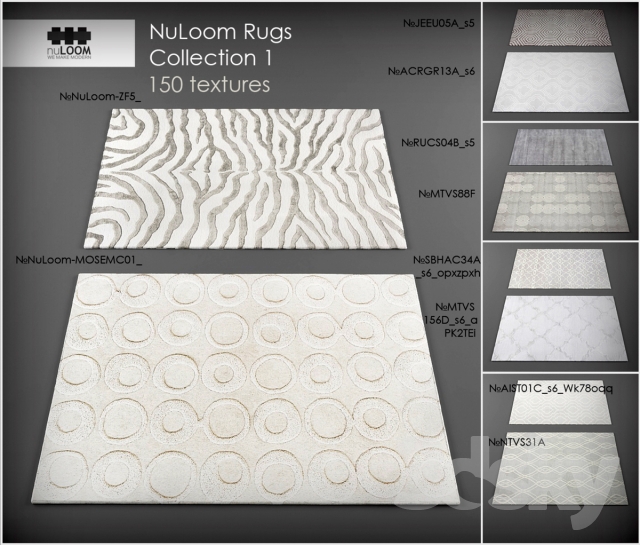 nuLOOM
WE MAKE MODERN
NuLoom Rugs
Collection 1
150 textures
№NuLoom-ZF5_
№NuLoom-MOSEMC01_
№JEEU05A_s5
№ACRGR13A_s6
№RUCS04B_s5
№MTVS88F
№SBHAC34A
_s6_opxzpxh
№MTVS
156D_s6_a
PK2TEI
№AIST01C_s6_Wk78oqq
№NTVS31A
3dsky